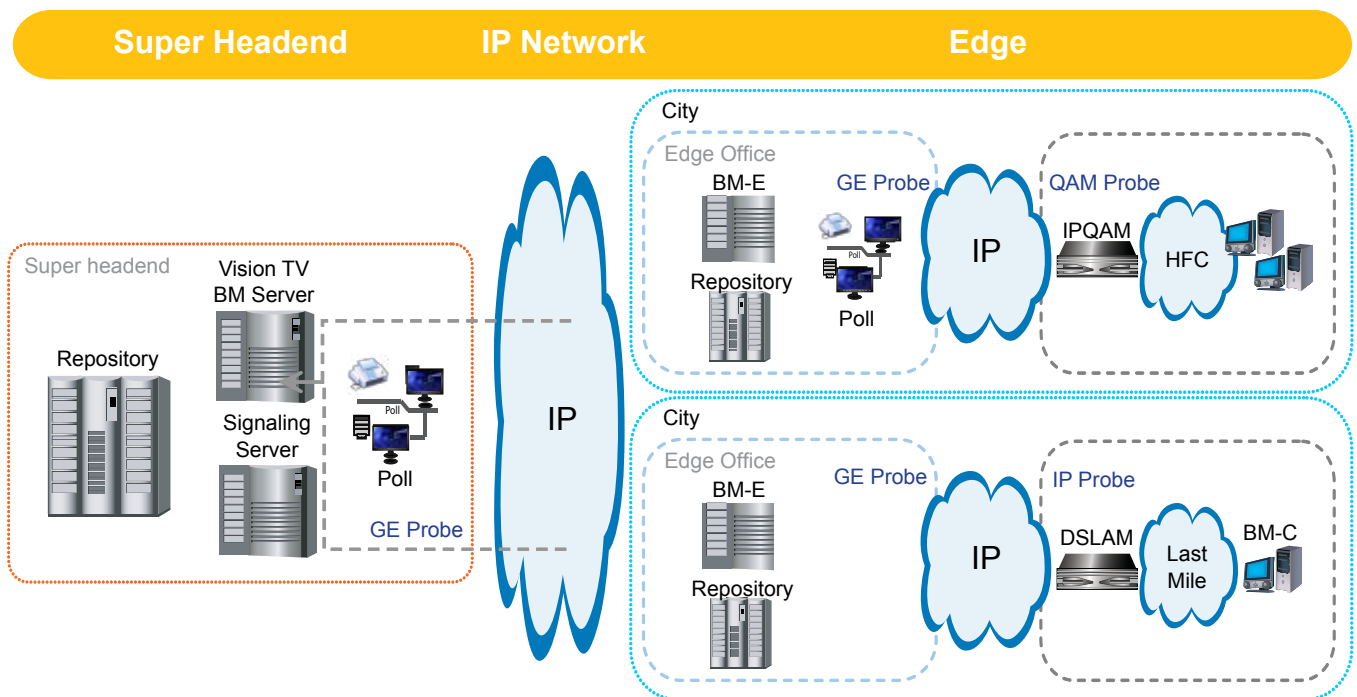 Super Headend
IP Network
Edge
Super headend
Repository
Vision TV
BM Server
Signaling
Server
Poll
Poll
GE Probe
IP
City
Edge Office
BM-E
Repository
GE Probe
Poll
Poll
IP
QAM Probe
IPQAM
HFC
City
Edge Office
BM-E
Repository
GE Probe
IP
IP Probe
DSLAM
Last
Mile
BM-C